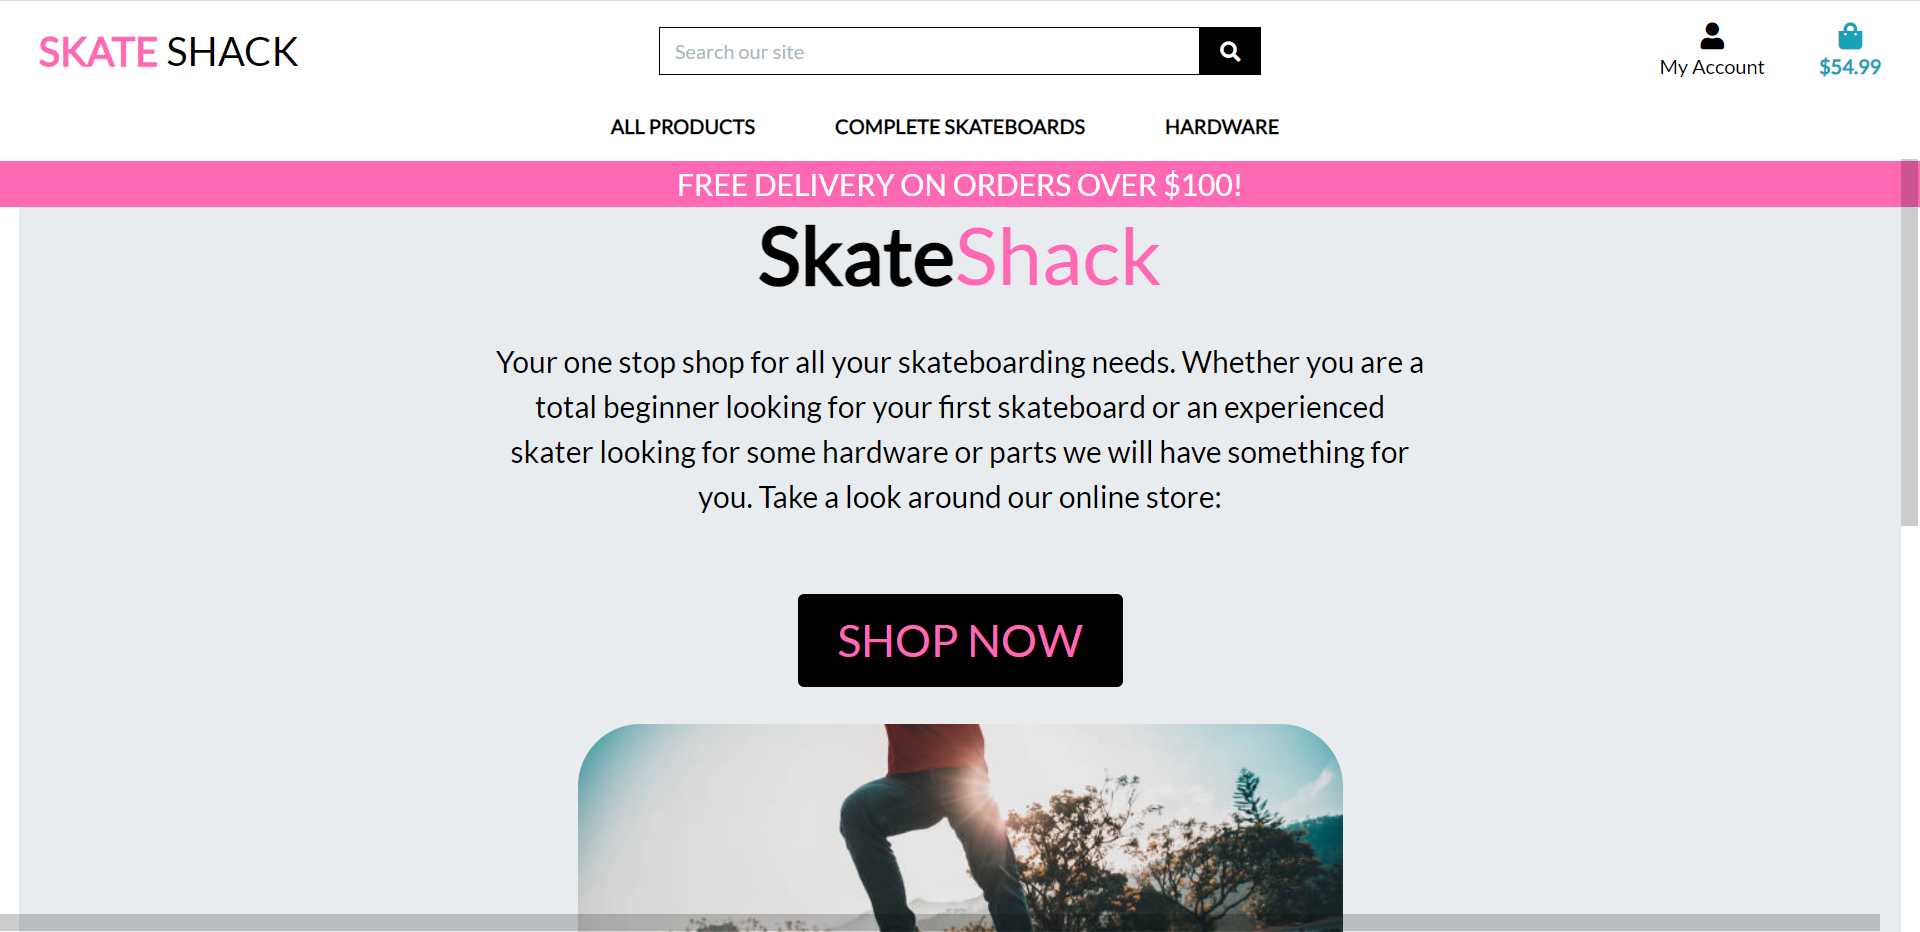 SKATE SHACK
Search our site
My Account
$54.99
ALL PRODUCTS
COMPLETE SKATEBOARDS
HARDWARE
FREE DELIVERY ON ORDERS OVER $100!
SkateShack
Your one stop shop for all your skateboarding needs. Whether you are a
total beginner looking for your first skateboard or an experienced
skater looking for some hardware or parts we will have something for
you. Take a look around our online store:
SHOP NOW